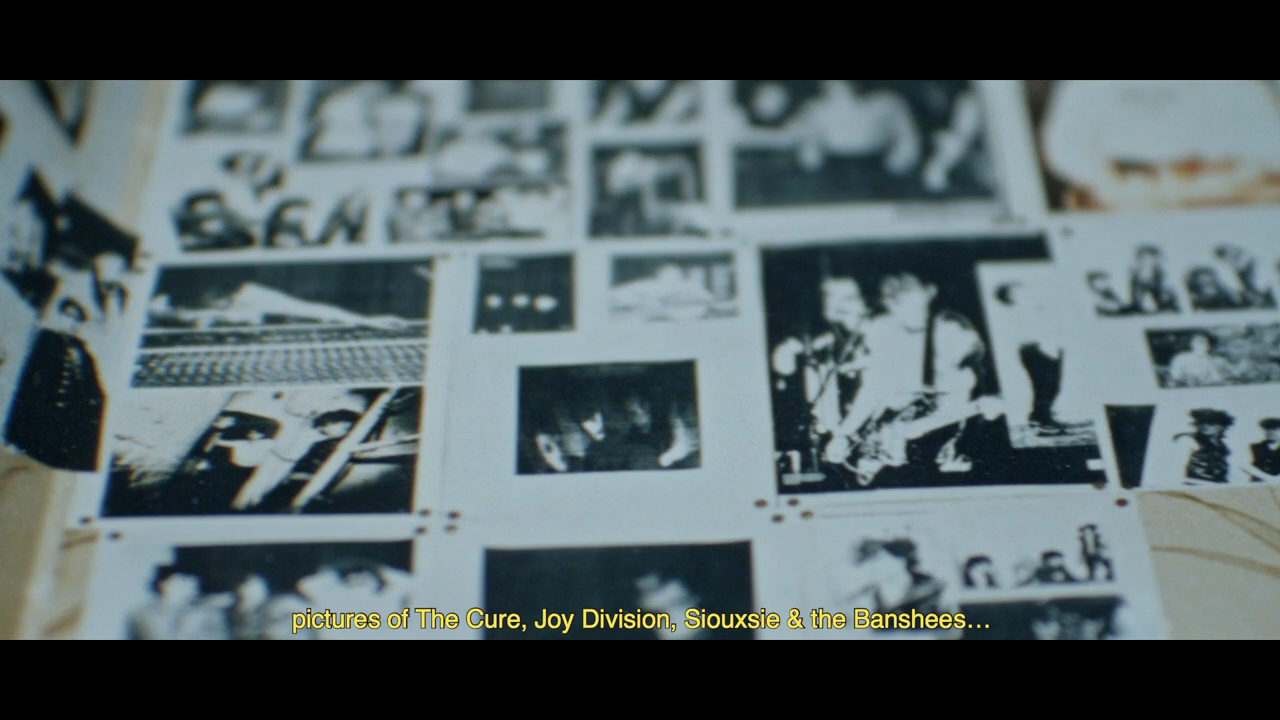 pictures of The Cure, Joy Division, Siouxsie & the Banshees…